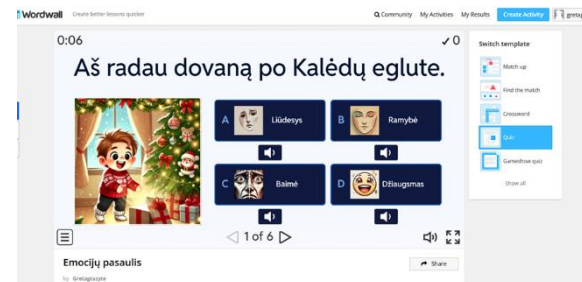 Wordwall Create better lessons quicker Community My Activities My Results Create Activity
0:06 ✓ 0
Aš radau dovaną po Kalėdų eglute.
A Liūdesys
B Ramybė
C Baimė
D Džiaugsmas
1 of 6
Emocijų pasaulis
Share
by Gretagrazyte
Switch template
Match up
Find the match
Crossword
Quiz
Gameshow quiz
Show all